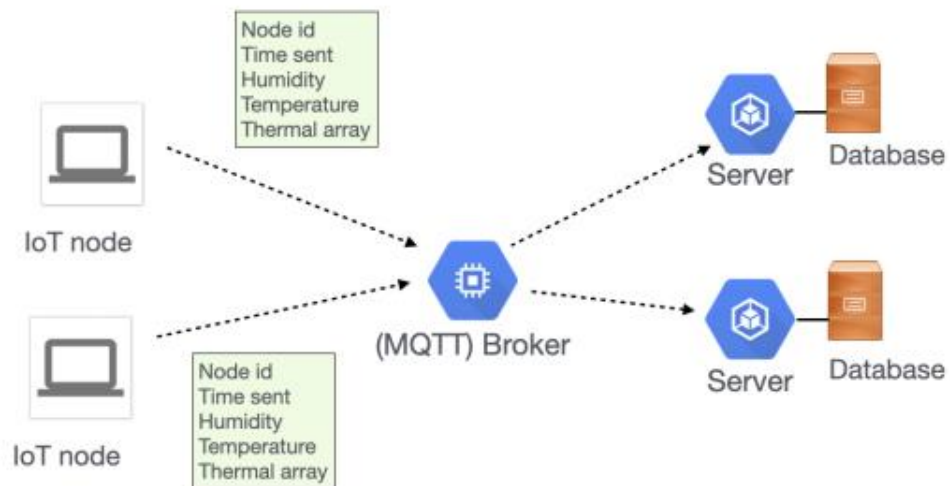 Node id
Time sent
Humidity
Temperature
Thermal array
IoT node
Server
Database
(MQTT) Broker
IoT node
Node id
Time sent
Humidity
Temperature
Thermal array
Server
Database